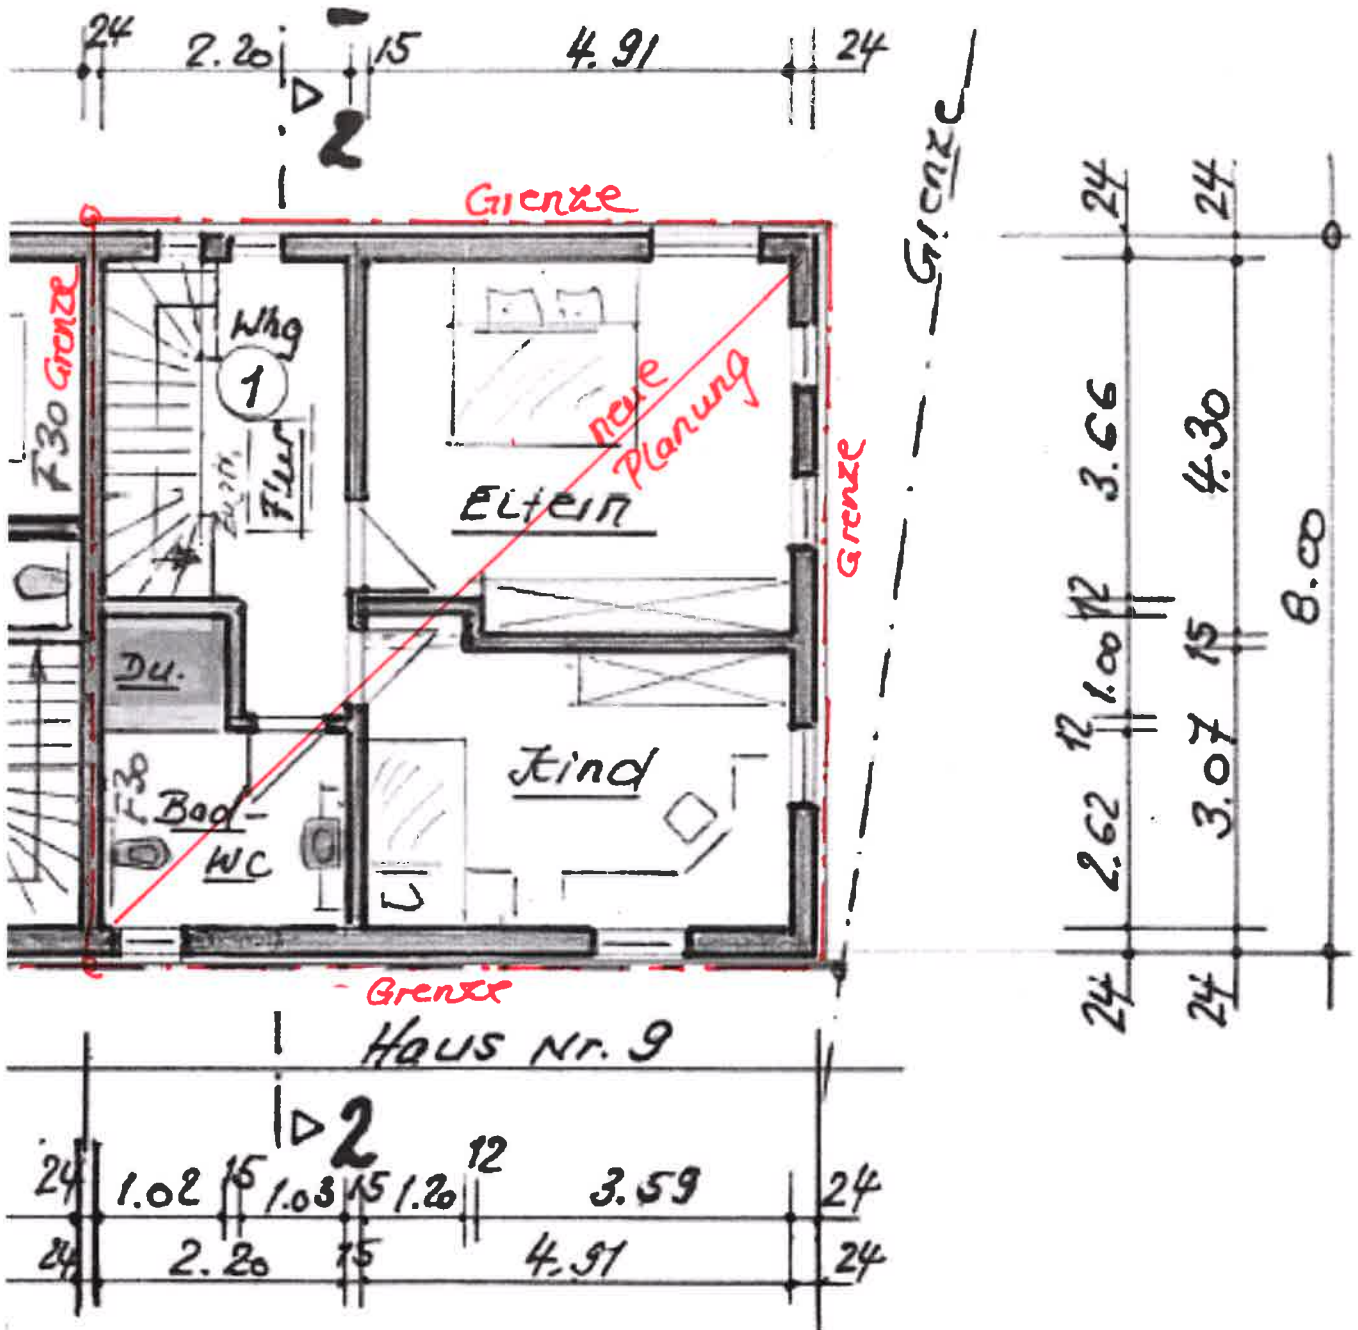 24 2.20 15 4.91 24
2
Grenze
Grenze
F30 Grenze
Whg
1
Flur
neue
Planung
Eltern
Grenze
Du.
F30
Bad-
WC
Kind
Grenze
Haus Nr. 9
2
24 1.02 15 1.03 15 1.20 12 3.59 24
24 2.20 15 4.91 24
24 3.66 12 1.00 12 2.62 24
24 4.30 15 3.07 24
8.00